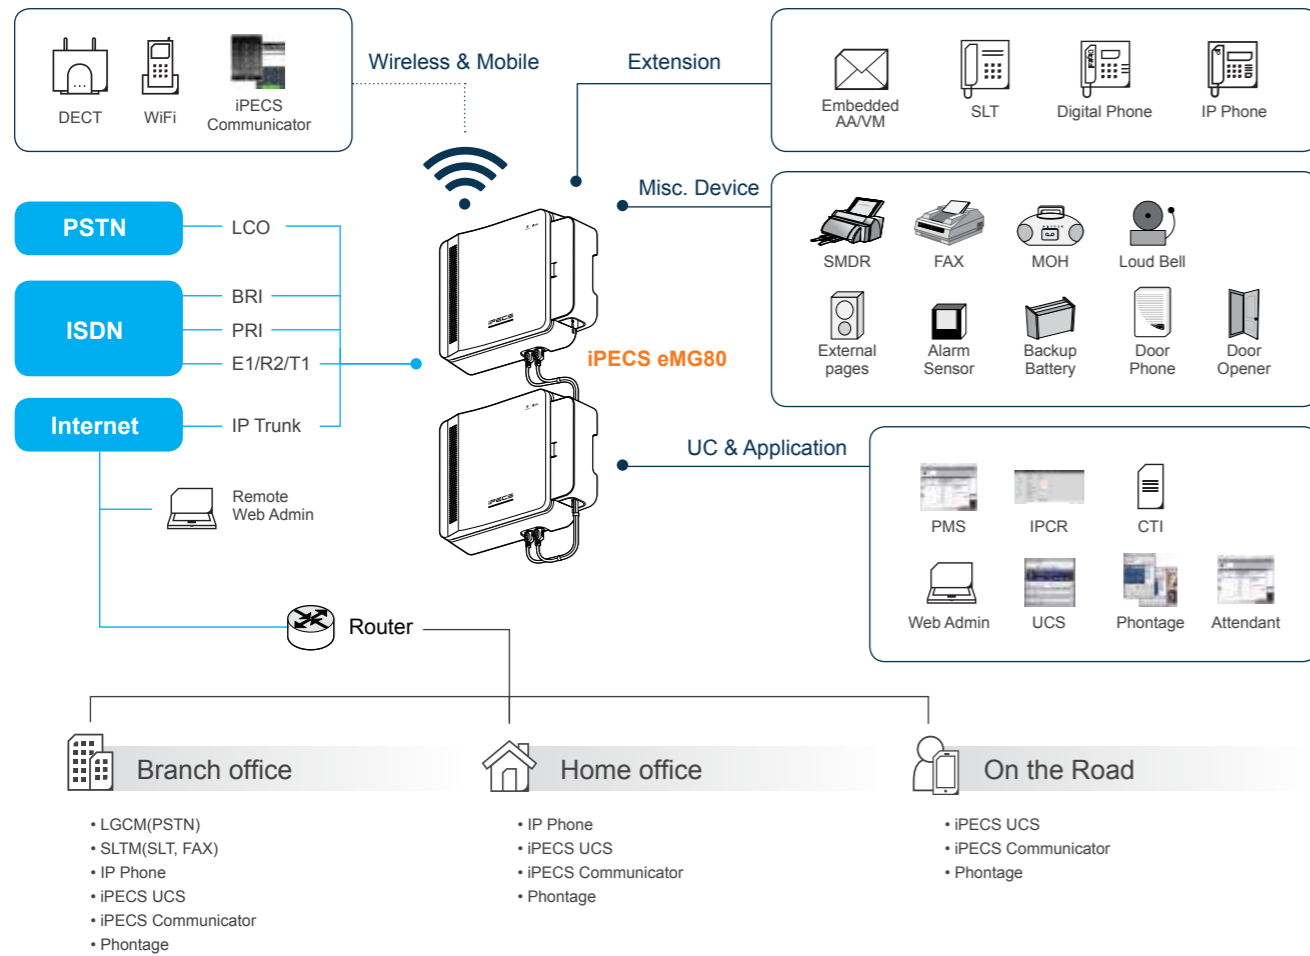 Wireless & Mobile
DECT
WiFi
iPECS
Communicator
Extension
Embedded
AA/VM
SLT
Digital Phone
IP Phone
Misc. Device
SMDR
FAX
MOH
Loud Bell
External
pages
Alarm
Sensor
Backup
Battery
Door
Phone
Door
Opener
PSTN
LCO
ISDN
BRI
PRI
E1/R2/T1
Internet
IP Trunk
Remote
Web Admin
iPECS
iPECS eMG80
iPECS
UC & Application
PMS
IPCR
CTI
Web Admin
UCS
Phontage
Attendant
Router
Branch office
• LGCM(PSTN)
• SLTM(SLT, FAX)
• IP Phone
• iPECS UCS
• iPECS Communicator
• Phontage
Home office
• IP Phone
• iPECS UCS
• iPECS Communicator
• Phontage
On the Road
• iPECS UCS
• iPECS Communicator
• Phontage